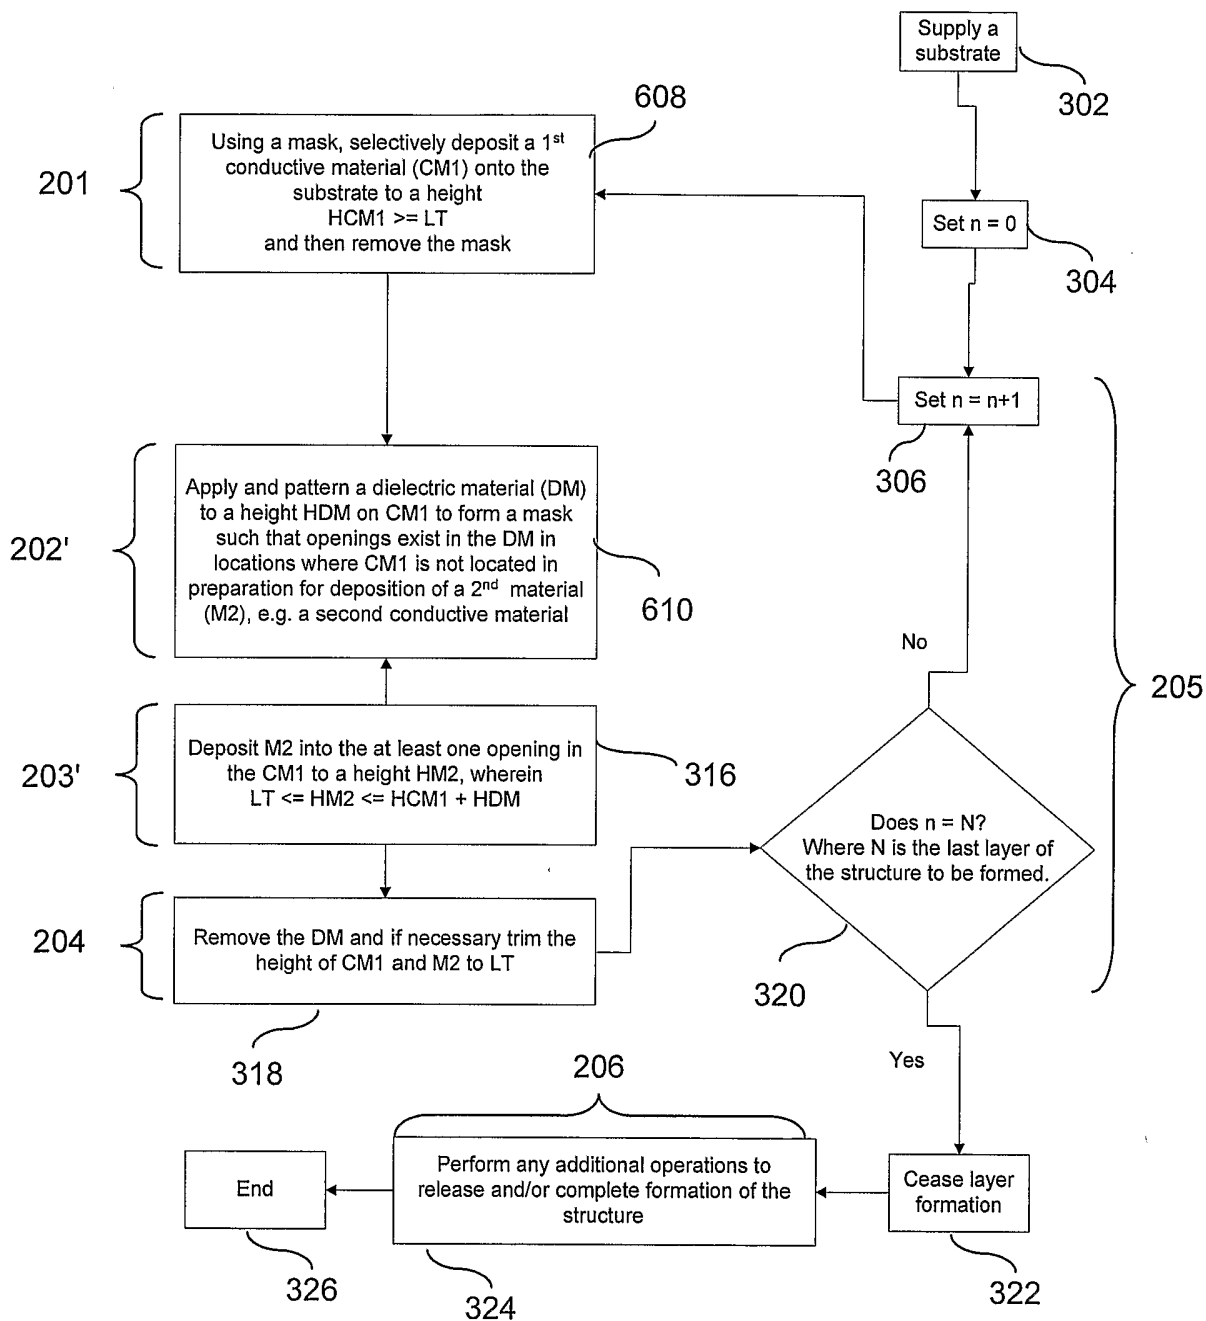 Supply a
substrate
302
608
Using a mask, selectively deposit a 1st
conductive material (CM1) onto the
substrate to a height
HCM1 >= LT
and then remove the mask
201
Set n = 0
304
Set n = n+1
306
Apply and pattern a dielectric material (DM)
to a height HDM on CM1 to form a mask
such that openings exist in the DM in
locations where CM1 is not located in
preparation for deposition of a 2nd material
(M2), e.g. a second conductive material
202'
610
No
205
Deposit M2 into the at least one opening in
the CM1 to a height HM2, wherein
LT <= HM2 <= HCM1 + HDM
203'
316
Does n = N?
Where N is the last layer of
the structure to be formed.
320
Remove the DM and if necessary trim the
height of CM1 and M2 to LT
204
318
Yes
206
Cease layer
formation
322
Perform any additional operations to
release and/or complete formation of the
structure
324
End
326